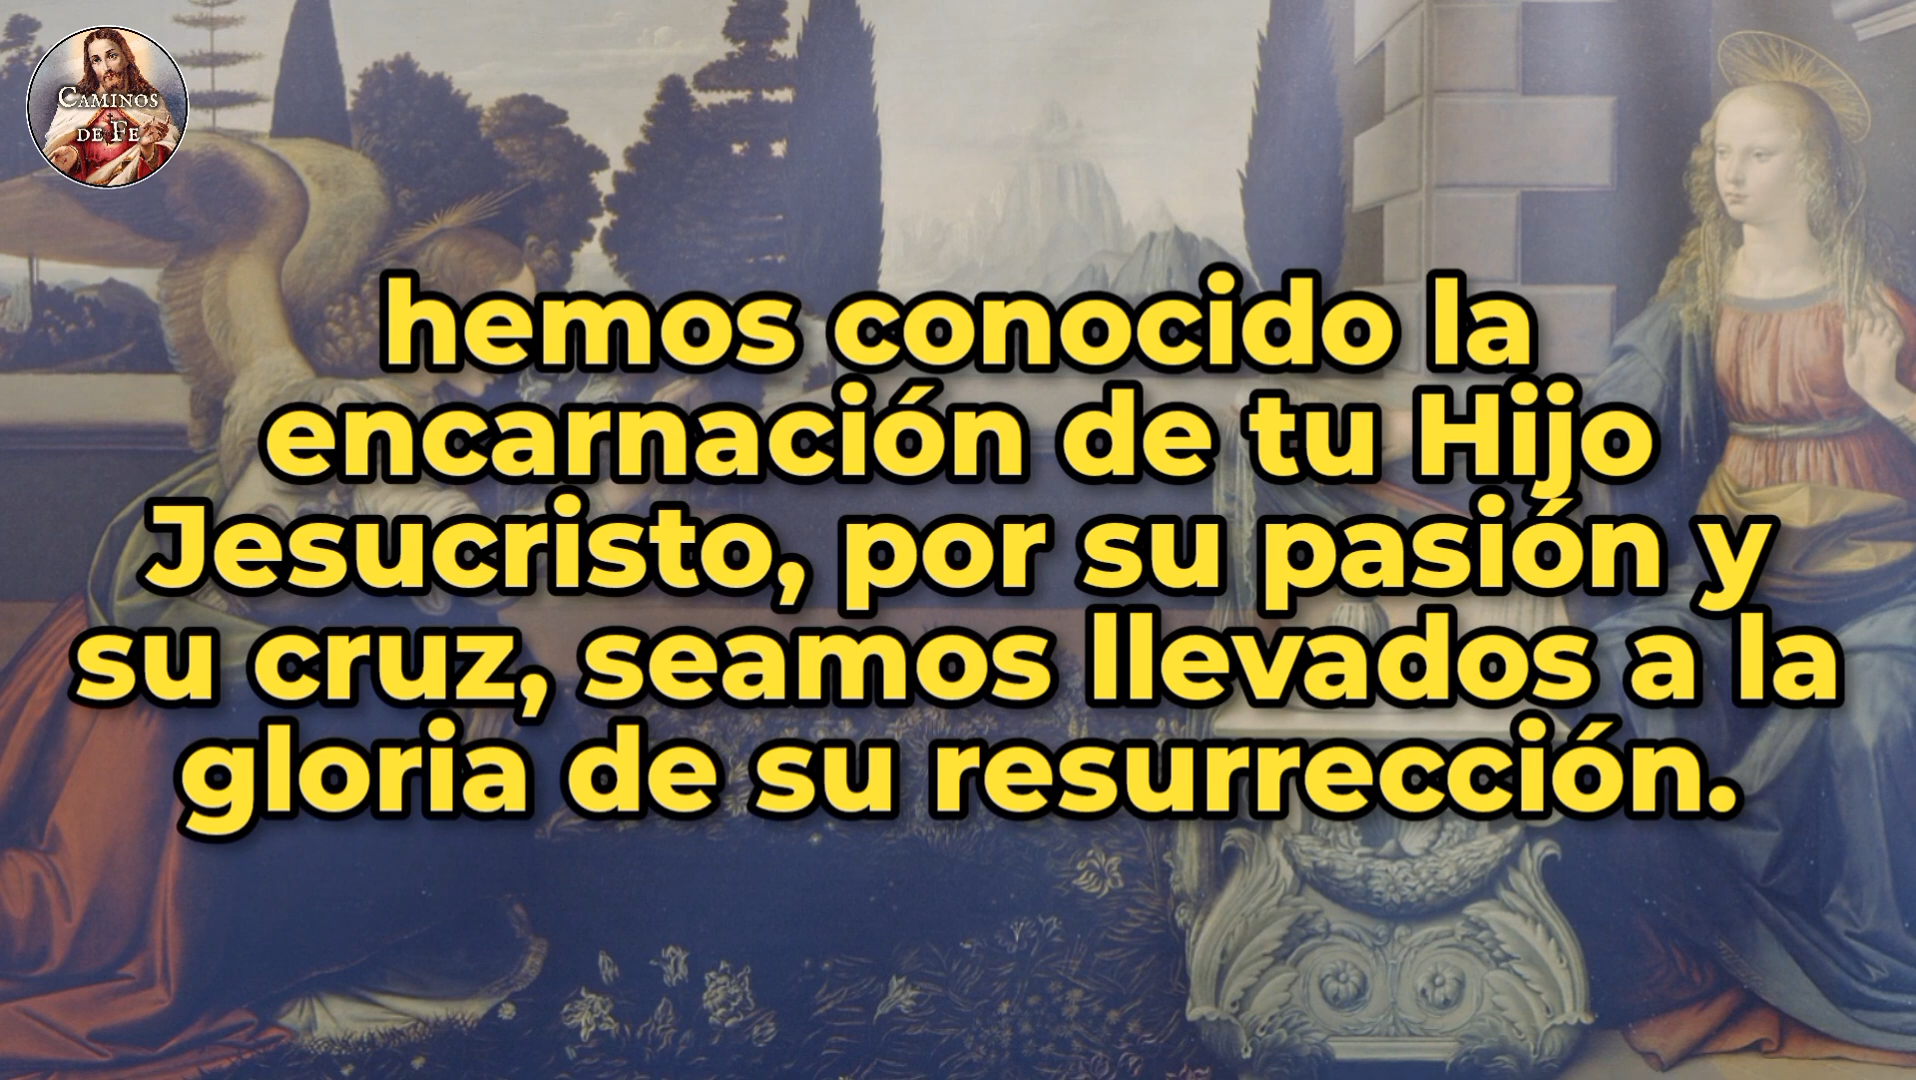 CAMINOS
DE FE
hemos conocido la
encarnación de tu Hijo
Jesucristo, por su pasión y
su cruz, seamos llevados a la
gloria de su resurrección.